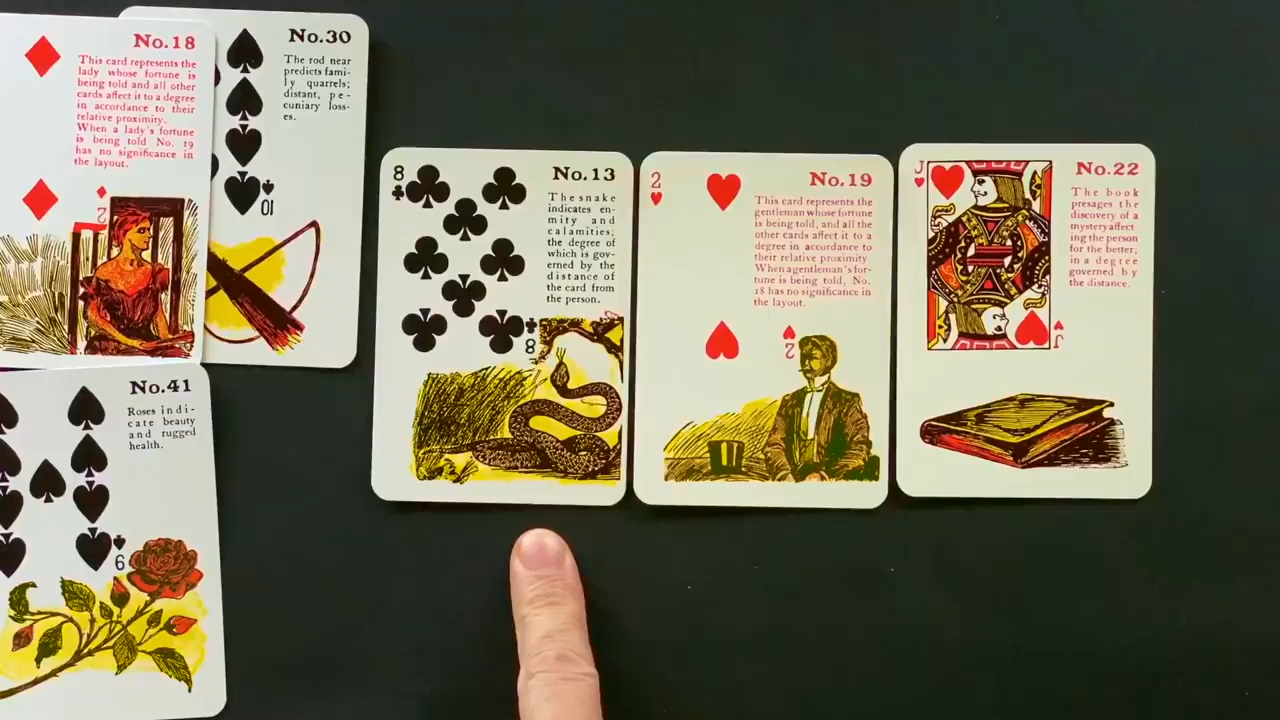 No.18
This card represents the
lady whose fortune is
being told and all other
cards affect it to a degree
in accordance to their
relative proximity.
When a lady's fortune
is being told No. 19
has no significance in
the layout.
2
No.30
The rod near
predicts fami-
ly quarrels;
distant, pe-
cuniary loss-
es.
10
No.41
Roses indi-
cate beauty
and rugged
health.
9
8
No.13
The snake
indicates en-
mity and
calamities;
the degree of
which is gov-
erned by the
distance of
the card from
the person.
8
2
No.19
This card represents the
gentleman whose fortune
is being told, and all the
other cards affect it to a
degree in accordance to
their relative proximity
When a gentleman's for-
tune is being told, No.
18 has no significance in
the layout.
2
J
No.22
The book
presages the
discovery of a
mystery affect
ing the person
for the better;
in a degree
governed by
the distance.
J